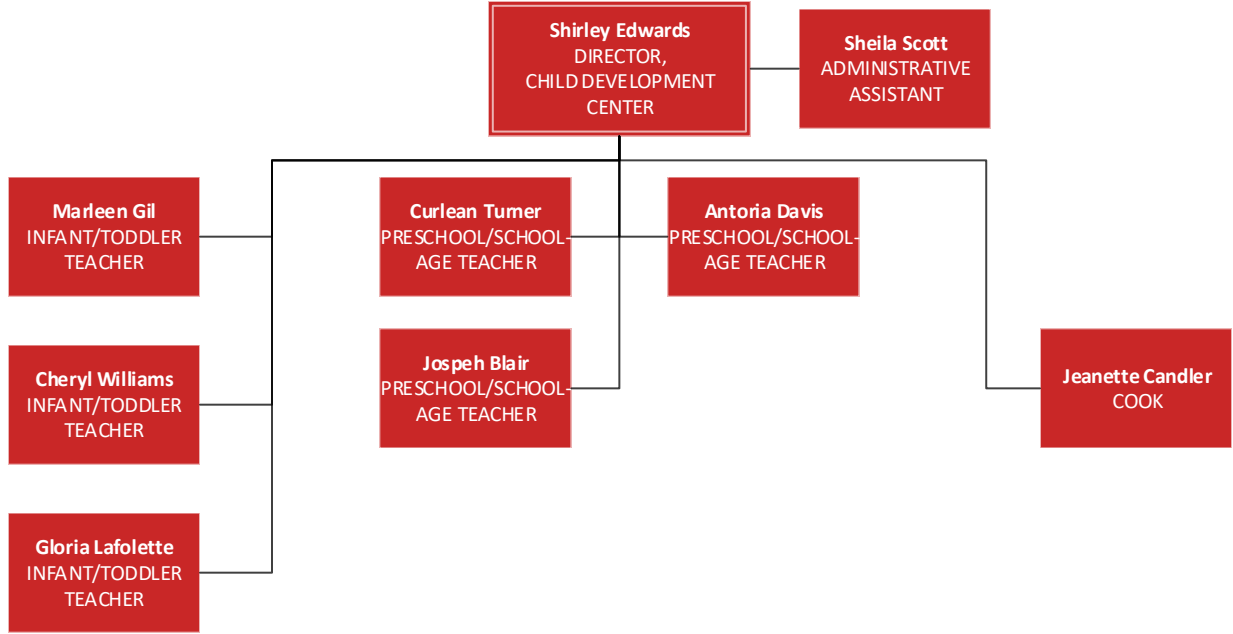 Shirley Edwards
DIRECTOR,
CHILD DEVELOPMENT
CENTER
Sheila Scott
ADMINISTRATIVE
ASSISTANT
Marleen Gil
INFANT/TODDLER
TEACHER
Curlean Turner
PRESCHOOL/SCHOOL-
AGE TEACHER
Antoria Davis
PRESCHOOL/SCHOOL-
AGE TEACHER
Cheryl Williams
INFANT/TODDLER
TEACHER
Jospeh Blair
PRESCHOOL/SCHOOL-
AGE TEACHER
Jeanette Candler
COOK
Gloria Lafolette
INFANT/TODDLER
TEACHER